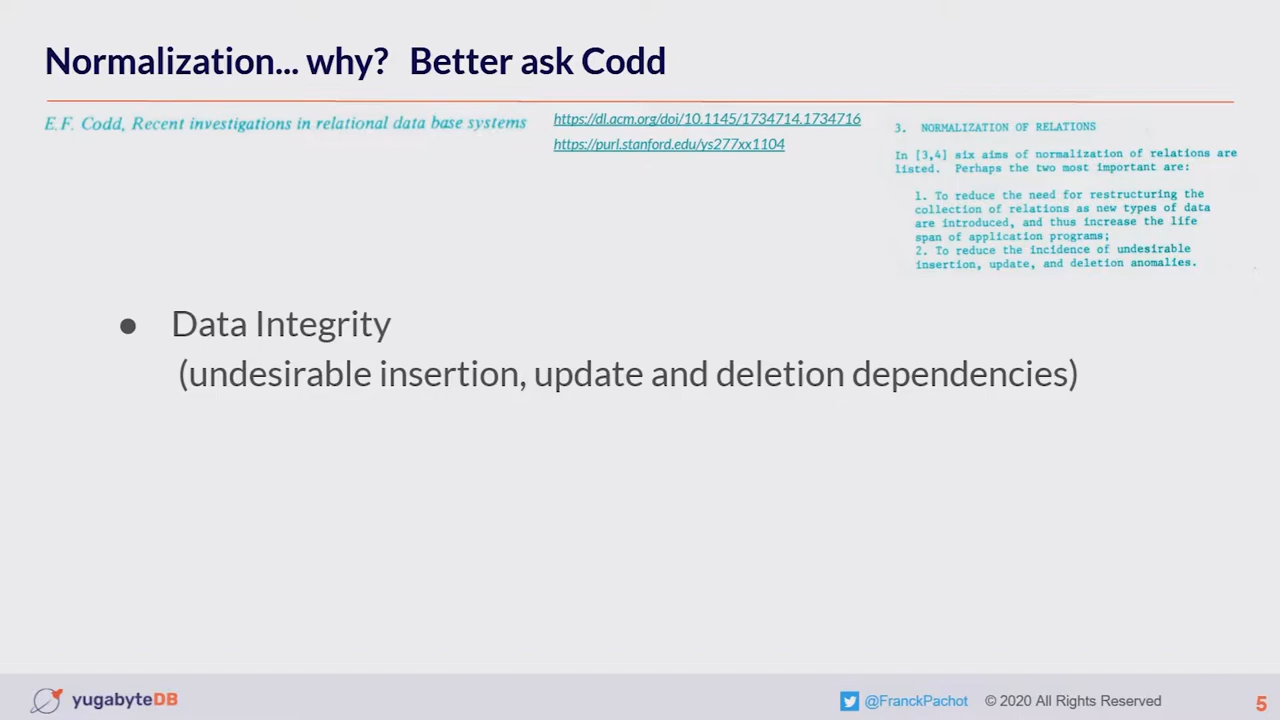 Normalization... why?   Better ask Codd
E.F. Codd, Recent investigations in relational data base systems
https://dl.acm.org/doi/10.1145/1734714.1734716
https://purl.stanford.edu/ys277xx1104
3. NORMALIZATION OF RELATIONS
In [3,4] six aims of normalization of relations are
listed. Perhaps the two most important are:
1. To reduce the need for restructuring the
collection of relations as new types of data
are introduced, and thus increase the life
span of application programs;
2. To reduce the incidence of undesirable
insertion, update, and deletion anomalies.
● Data Integrity
(undesirable insertion, update and deletion dependencies)
yugabyteDB
@FranckPachot
© 2020 All Rights Reserved
5